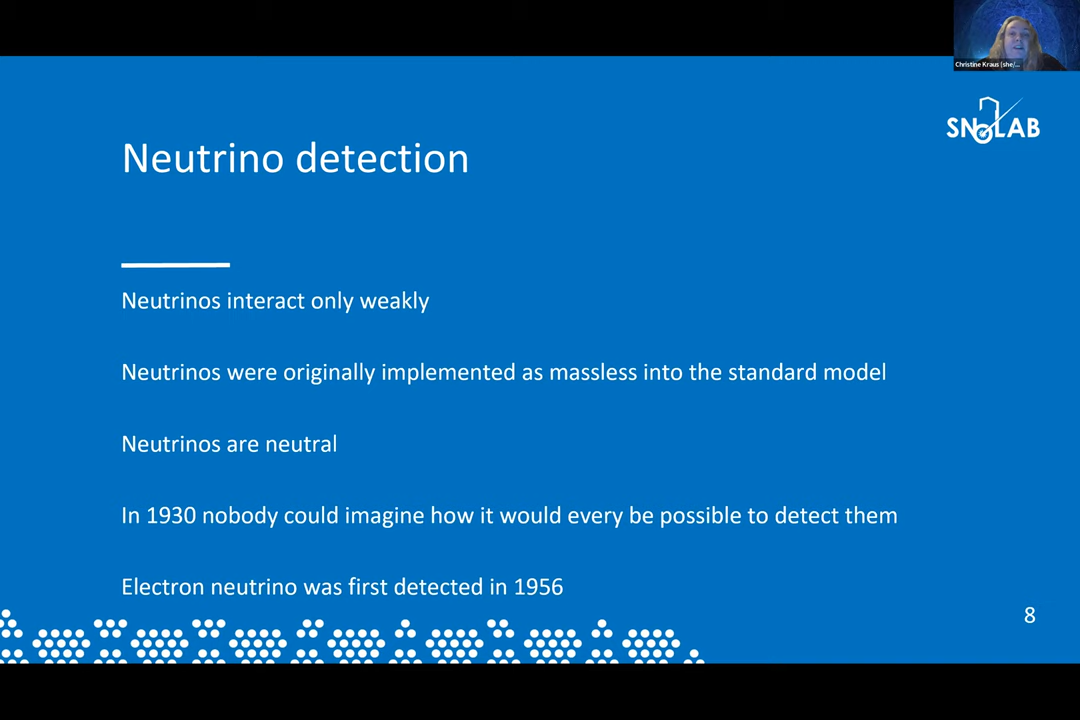 Christine Kraus (she/...
SNOLAB
Neutrino detection
Neutrinos interact only weakly
Neutrinos were originally implemented as massless into the standard model
Neutrinos are neutral
In 1930 nobody could imagine how it would every be possible to detect them
Electron neutrino was first detected in 1956
8